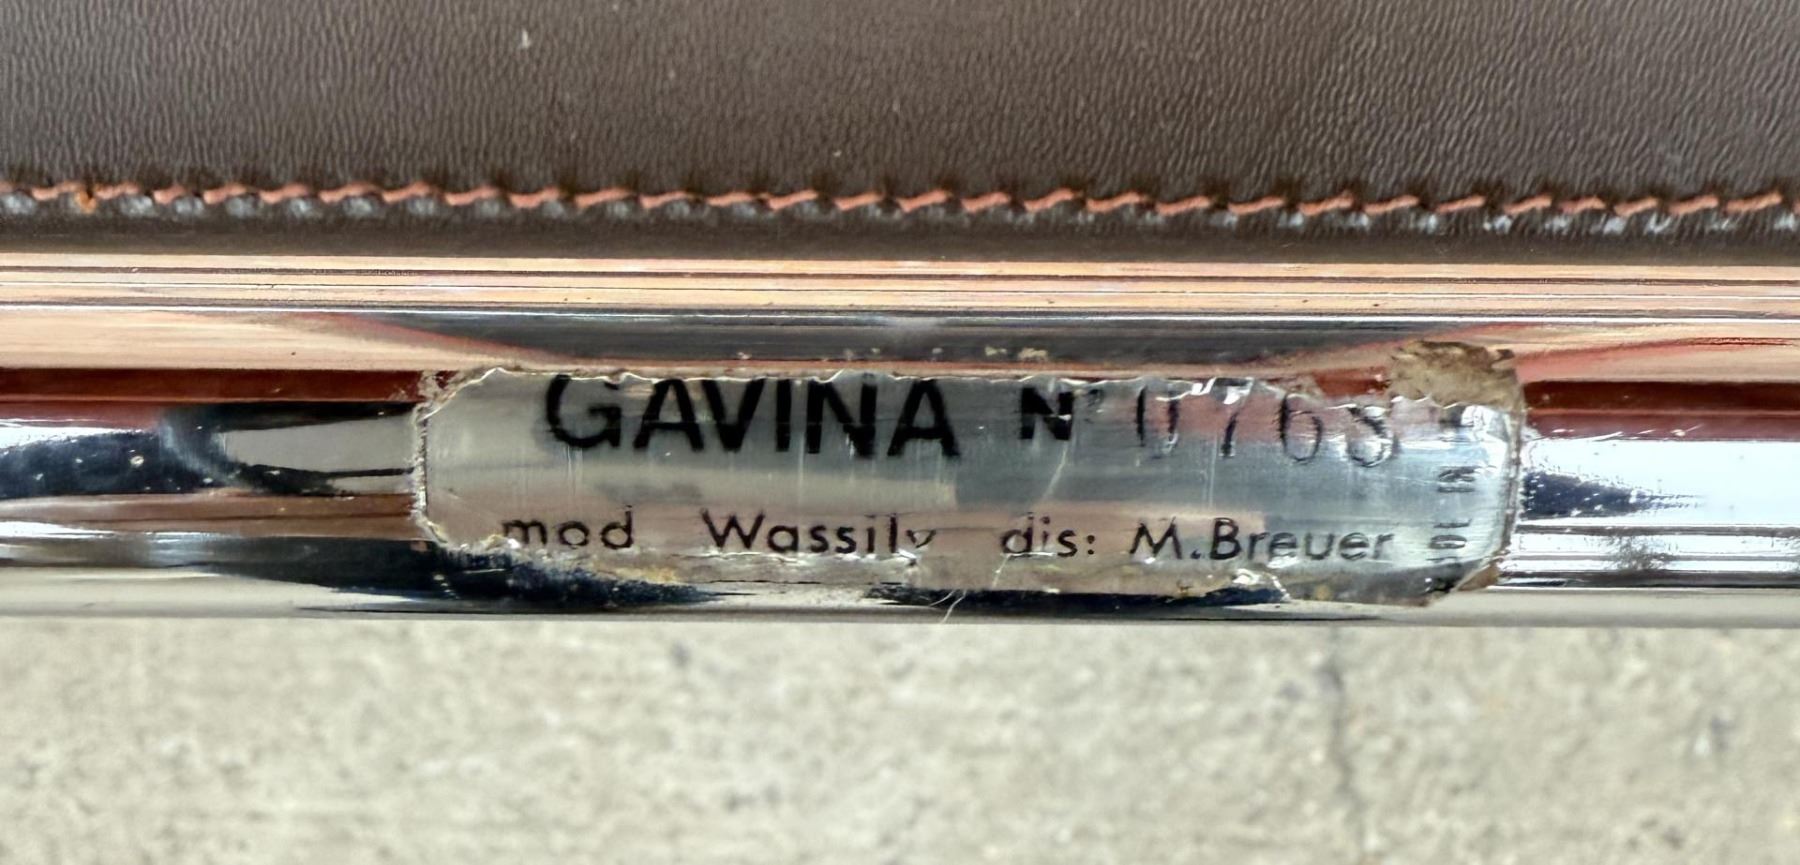 GAVINA N° 0768
mod Wassily dis: M.Breuer